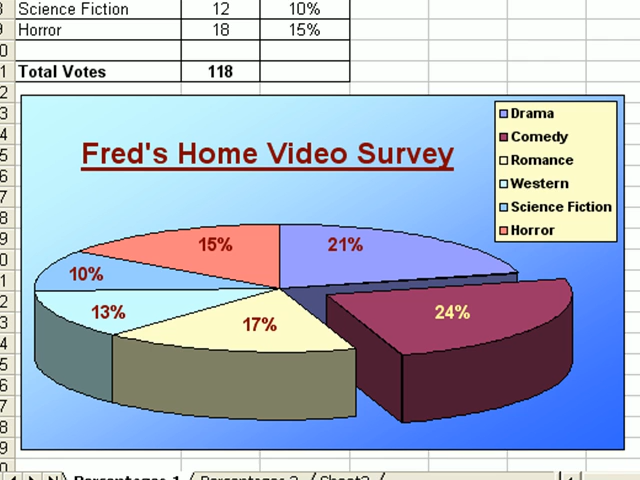 Science Fiction 12 10%
Horror 18 15%
Total Votes 118
Drama
Comedy
Fred's Home Video Survey
Romance
Western
Science Fiction
Horror
15% 21%
10%
13% 17% 24%